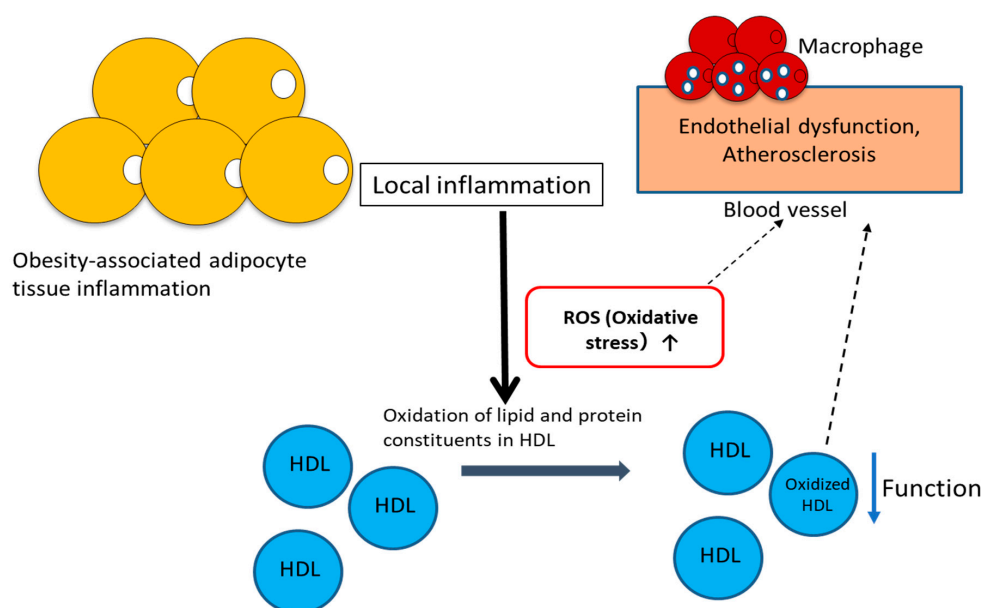 Macrophage
Endothelial dysfunction,
Atherosclerosis
Local inflammation
Blood vessel
Obesity-associated adipocyte
tissue inflammation
ROS (Oxidative
stress) ↑
Oxidation of lipid and protein
constituents in HDL
HDL
HDL
HDL
HDL
Oxidized
HDL
HDL
Function